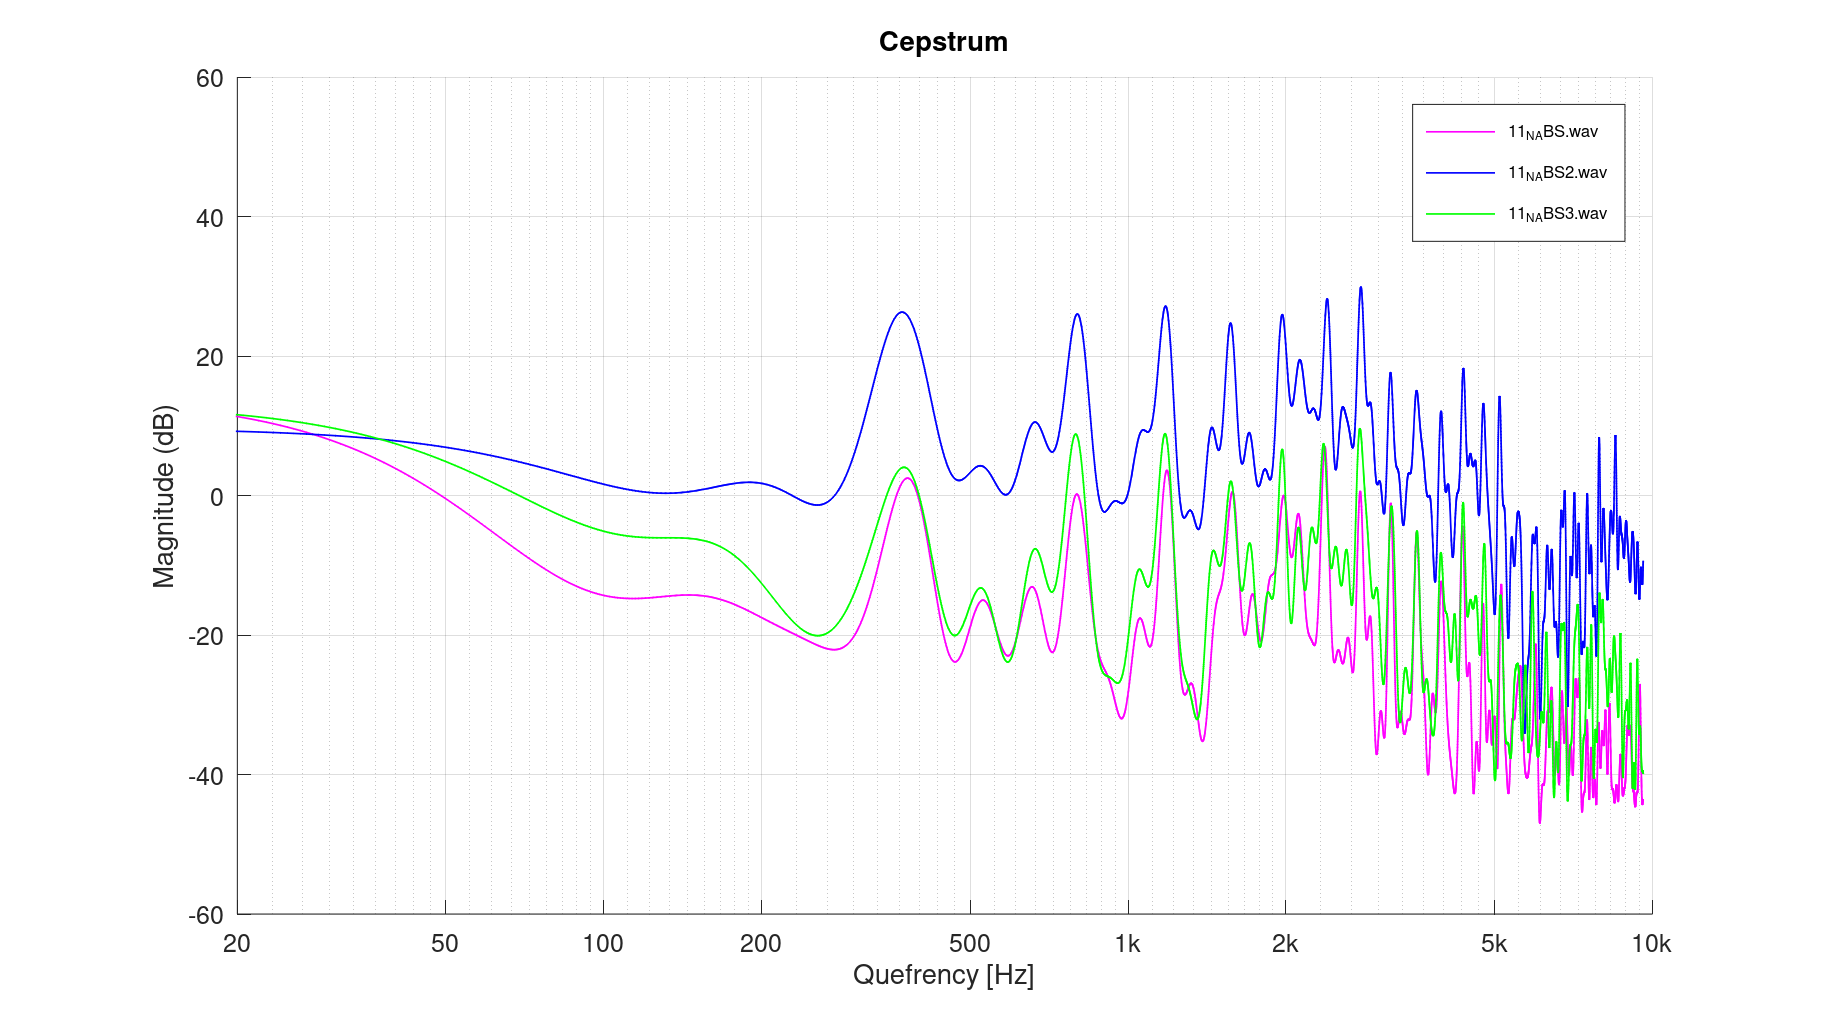 Cepstrum
60
40
20
0
-20
-40
-60
Magnitude (dB)
11NABS.wav
11NABS2.wav
11NABS3.wav
20 50 100 200 500 1k 2k 5k 10k
Quefrency [Hz]